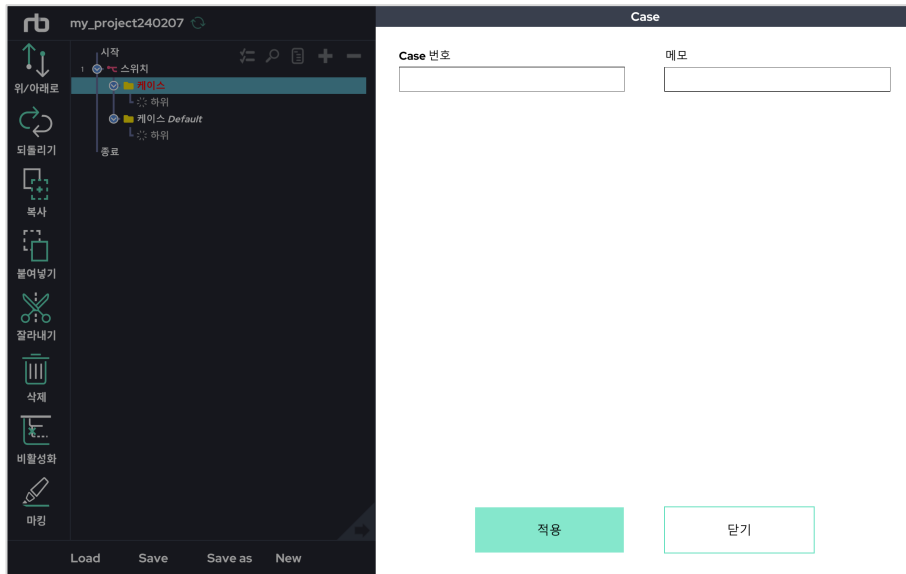 rb
my_project240207
Case
위/아래로
되돌리기
복사
붙여넣기
잘라내기
삭제
비활성화
마킹
시작
1 스위치
케이스
하위
케이스 Default
하위
종료
Load Save Save as New
Case 번호
메모
적용
닫기